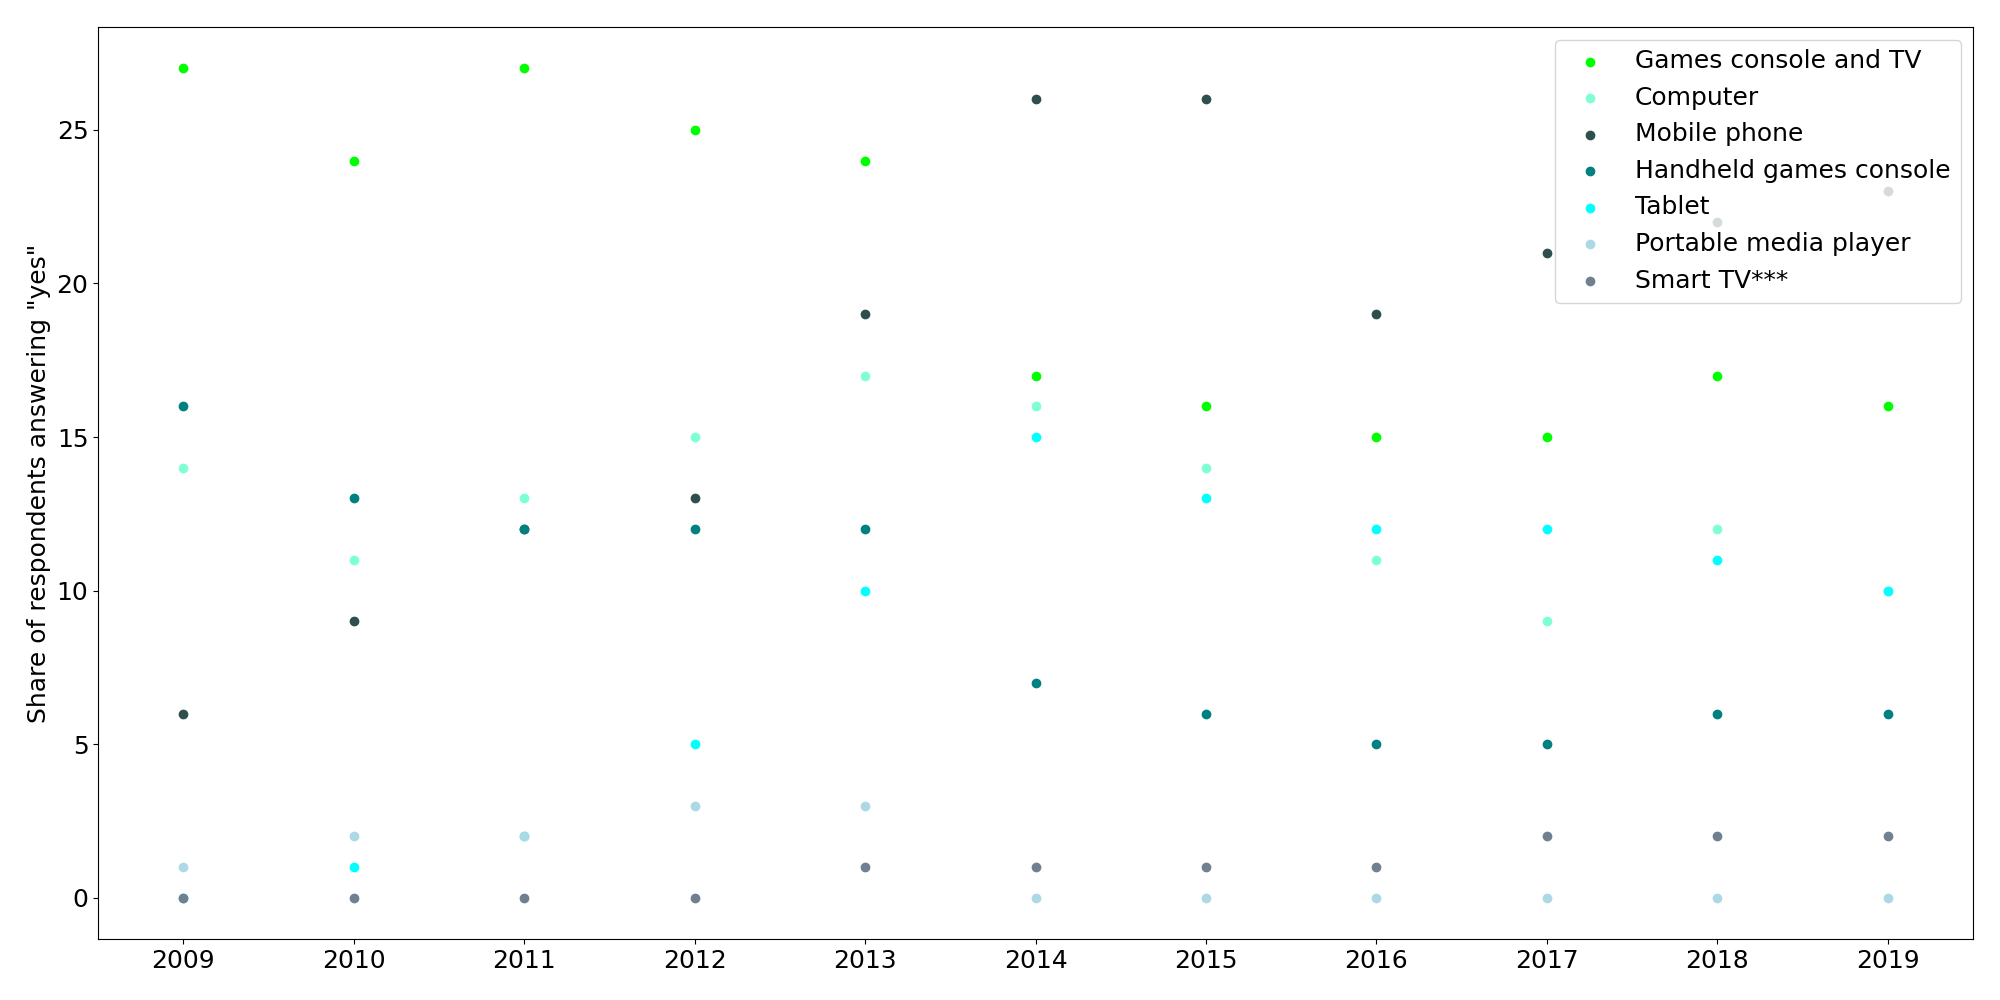 Games console and TV
Computer
Mobile phone
Handheld games console
Tablet
Portable media player
Smart TV***
Share of respondents answering "yes"
25
20
15
10
5
0
2009 2010 2011 2012 2013 2014 2015 2016 2017 2018 2019